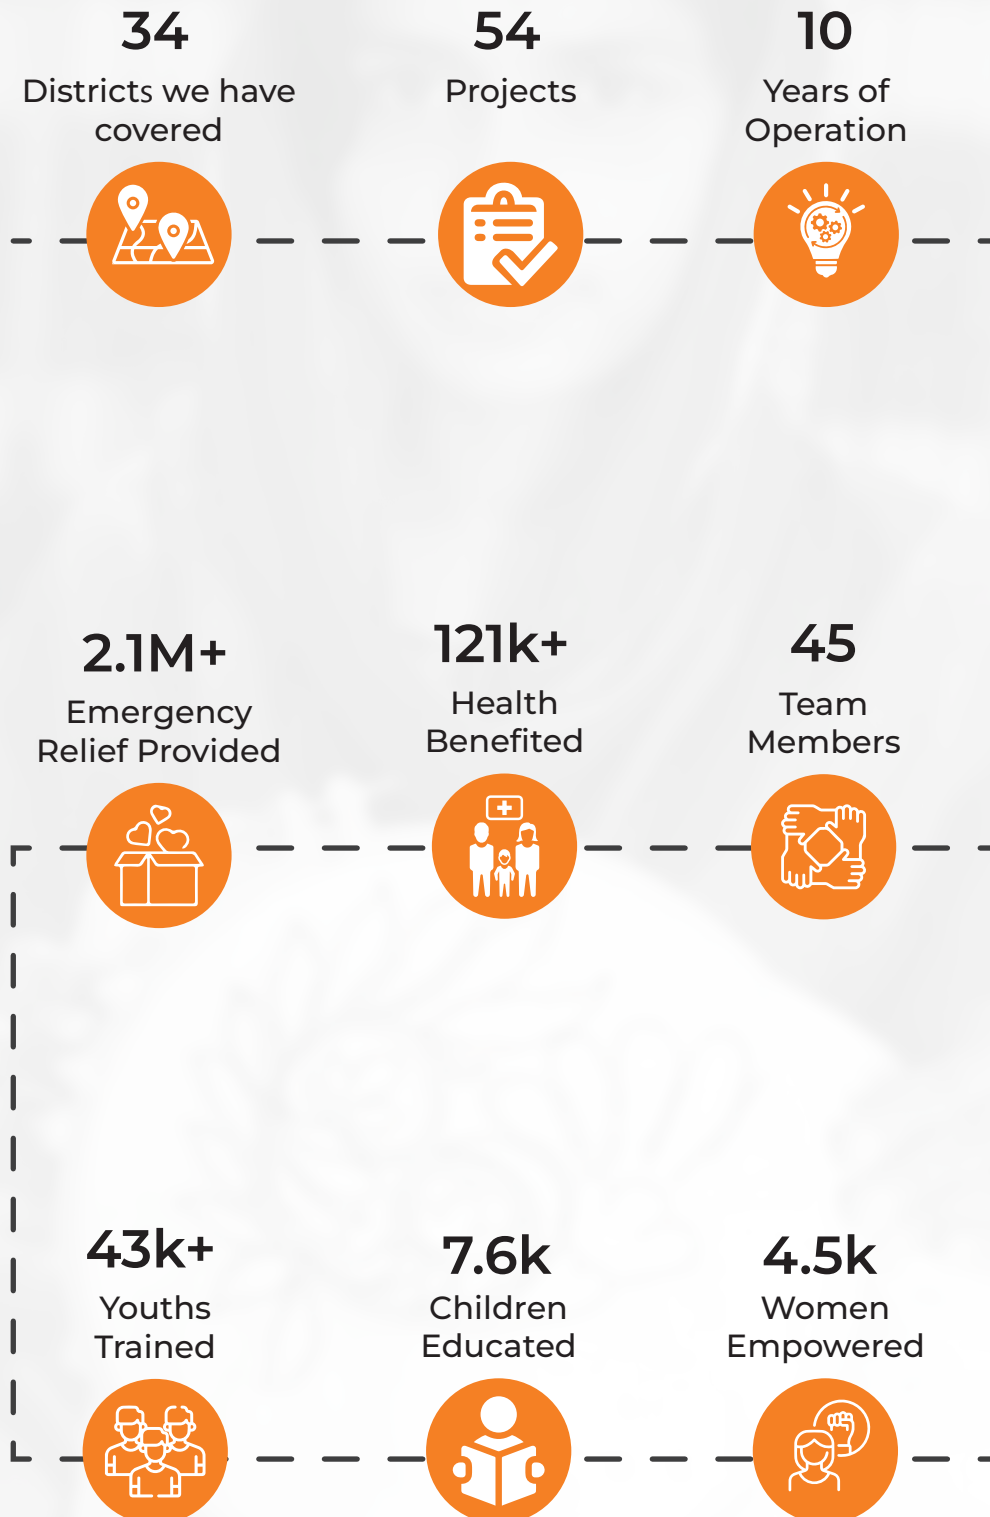 34
Districts we have
covered
54
Projects
10
Years of
Operation
2.1M+
Emergency
Relief Provided
121k+
Health
Benefited
45
Team
Members
43k+
Youths
Trained
7.6k
Children
Educated
4.5k
Women
Empowered